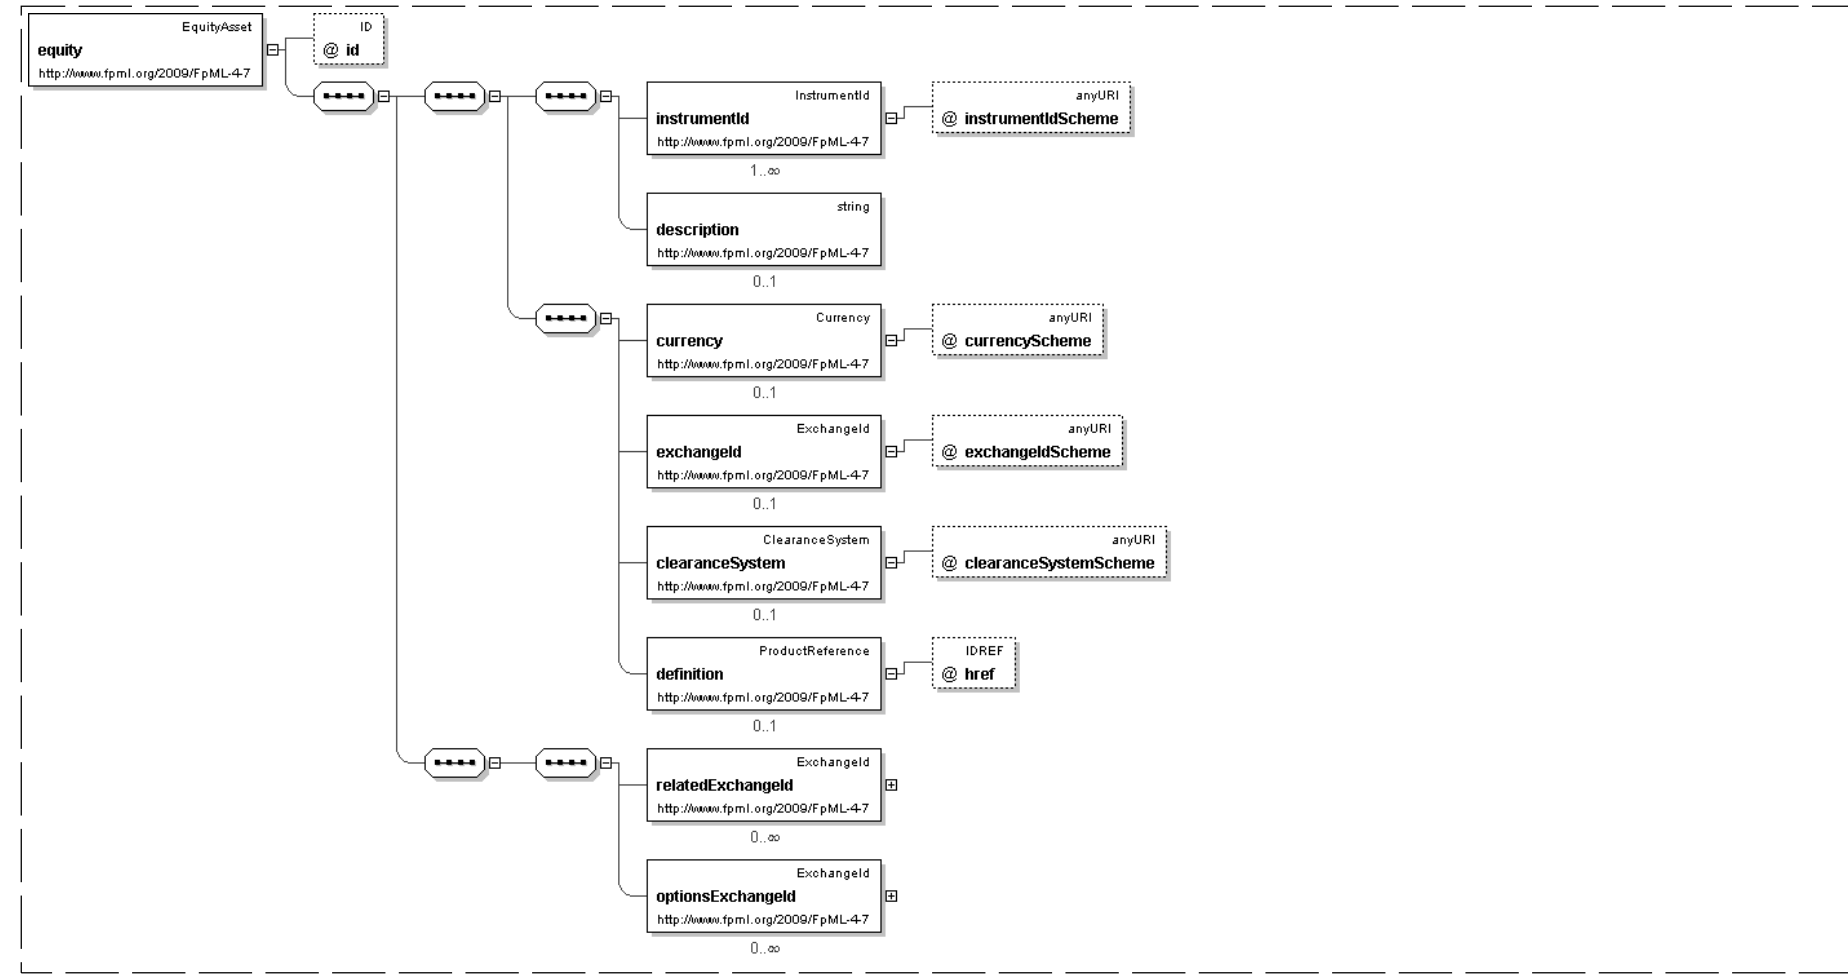 EquityAsset
equity
http://www.fpml.org/2009/FpML-4-7
ID
@ id
InstrumentId
instrumentId
http://www.fpml.org/2009/FpML-4-7
1..∞
anyURI
@ instrumentIdScheme
string
description
http://www.fpml.org/2009/FpML-4-7
0..1
Currency
currency
http://www.fpml.org/2009/FpML-4-7
0..1
anyURI
@ currencyScheme
ExchangeId
exchangeId
http://www.fpml.org/2009/FpML-4-7
0..1
anyURI
@ exchangeIdScheme
ClearanceSystem
clearanceSystem
http://www.fpml.org/2009/FpML-4-7
0..1
anyURI
@ clearanceSystemScheme
ProductReference
definition
http://www.fpml.org/2009/FpML-4-7
0..1
IDREF
@ href
ExchangeId
relatedExchangeId
http://www.fpml.org/2009/FpML-4-7
0..∞
ExchangeId
optionsExchangeId
http://www.fpml.org/2009/FpML-4-7
0..∞